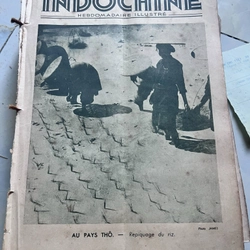 INDOCHINE
HEBDOMADAIRE ILLUSTRÉ
AU PAYS THÔ. — Repiquage du riz.